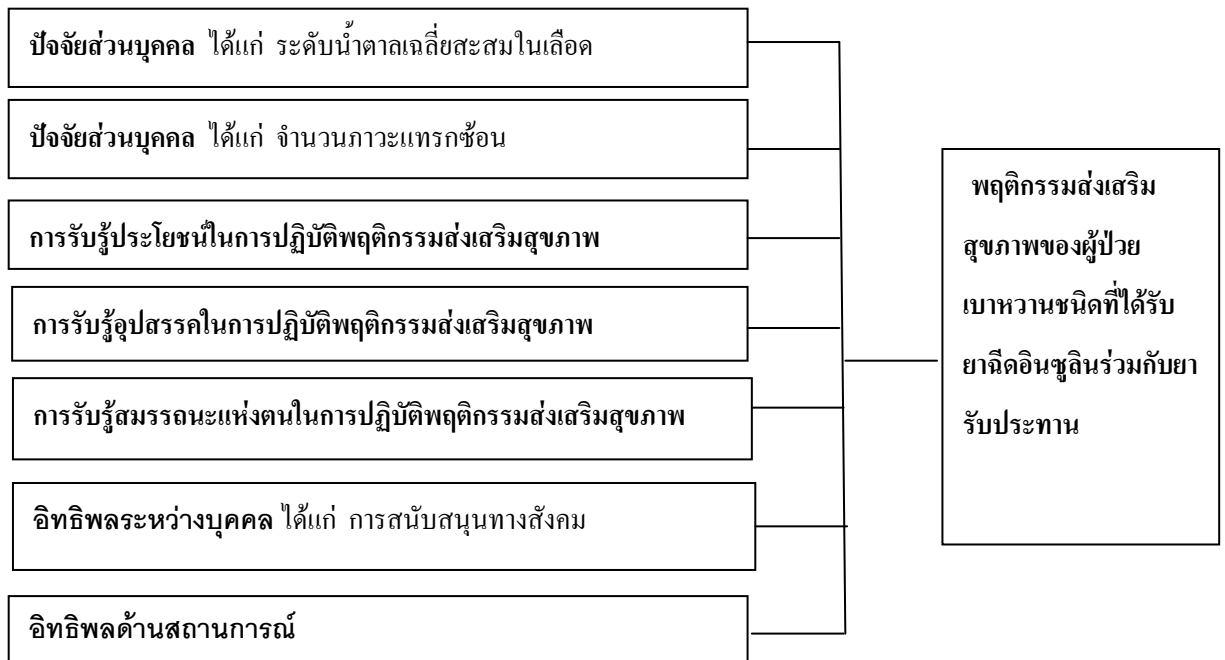 ปัจจัยส่วนบุคคล ได้แก่ ระดับน้ำตาลเฉลี่ยสะสมในเลือด
ปัจจัยส่วนบุคคล ได้แก่ จำนวนภาวะแทรกซ้อน
การรับรู้ประโยชน์ในการปฏิบัติพฤติกรรมส่งเสริมสุขภาพ
การรับรู้อุปสรรคในการปฏิบัติพฤติกรรมส่งเสริมสุขภาพ
การรับรู้สมรรถนะแห่งตนในการปฏิบัติพฤติกรรมส่งเสริมสุขภาพ
อิทธิพลระหว่างบุคคล ได้แก่ การสนับสนุนทางสังคม
อิทธิพลด้านสถานการณ์
พฤติกรรมส่งเสริม
สุขภาพของผู้ป่วย
เบาหวานชนิดที่ได้รับ
ยาฉีดอินซูลินร่วมกับยา
รับประทาน